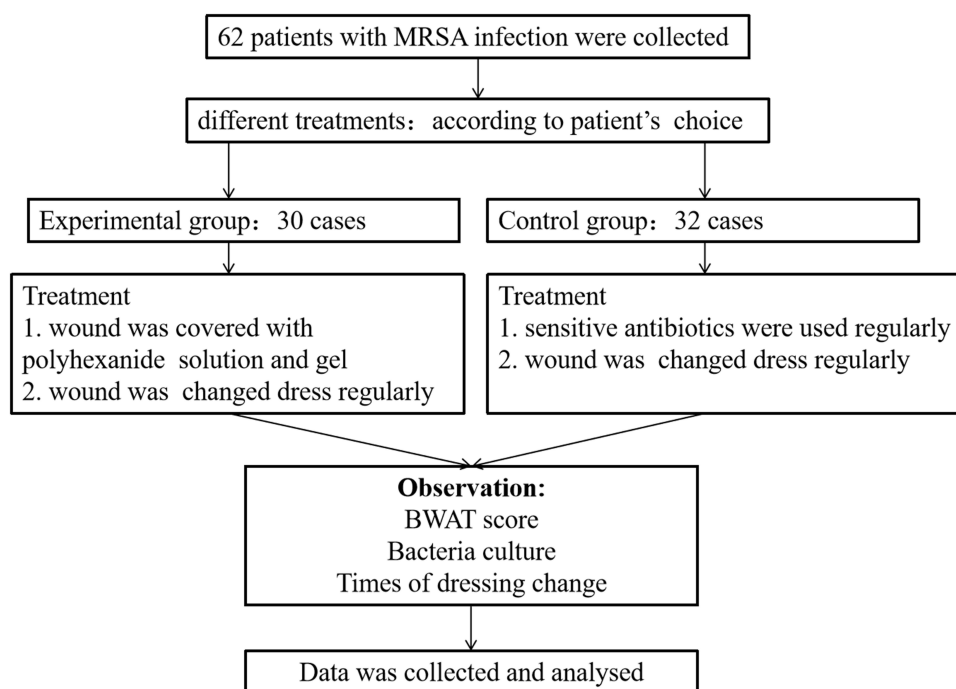 62 patients with MRSA infection were collected
different treatments：according to patient’s choice
Experimental group：30 cases
Control group：32 cases
Treatment
1. wound was covered with
polyhexanide solution and gel
2. wound was changed dress regularly
Treatment
1. sensitive antibiotics were used regularly
2. wound was changed dress regularly
Observation:
BWAT score
Bacteria culture
Times of dressing change
Data was collected and analysed